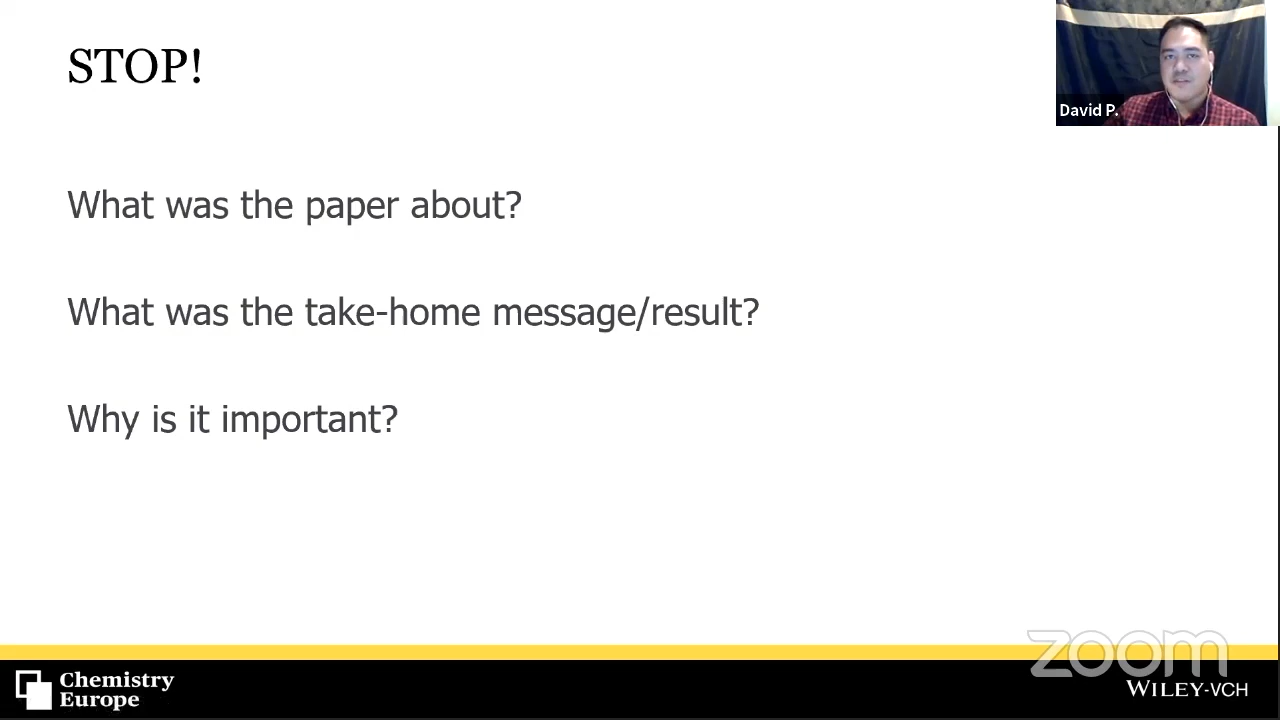 STOP!
David P.
What was the paper about?
What was the take-home message/result?
Why is it important?
zoom
Chemistry
Europe
WILEY-VCH